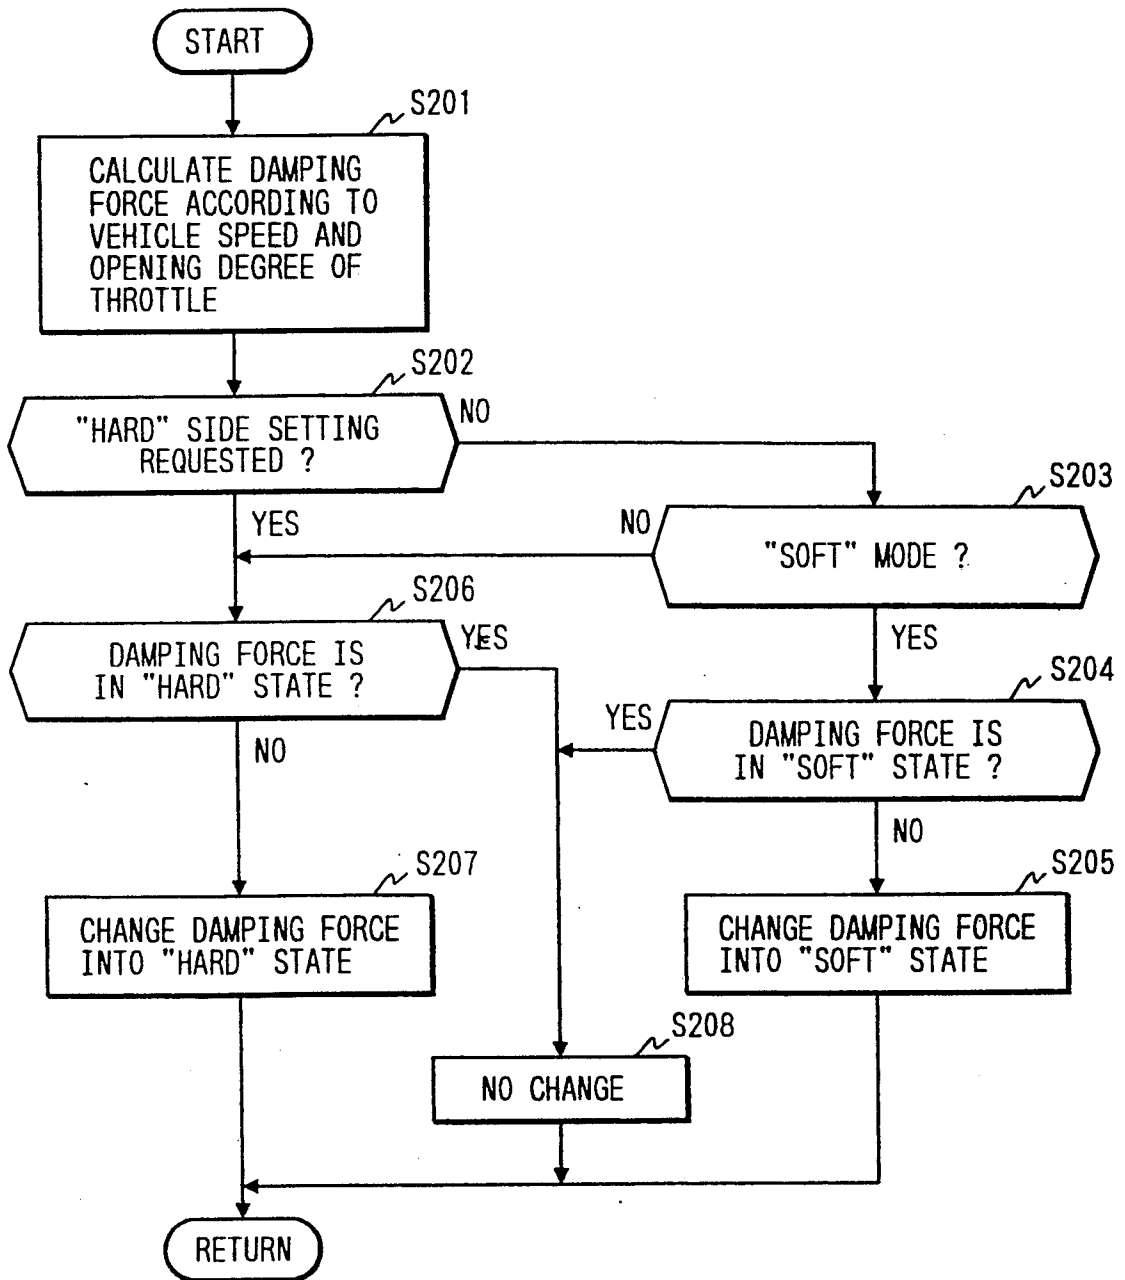 START
S201
CALCULATE DAMPING
FORCE ACCORDING TO
VEHICLE SPEED AND
OPENING DEGREE OF
THROTTLE
S202
"HARD" SIDE SETTING
REQUESTED ?
NO
YES
S203
"SOFT" MODE ?
NO
YES
S206
DAMPING FORCE IS
IN "HARD" STATE ?
YES
NO
S204
DAMPING FORCE IS
IN "SOFT" STATE ?
YES
NO
S207
CHANGE DAMPING FORCE
INTO "HARD" STATE
S205
CHANGE DAMPING FORCE
INTO "SOFT" STATE
S208
NO CHANGE
RETURN